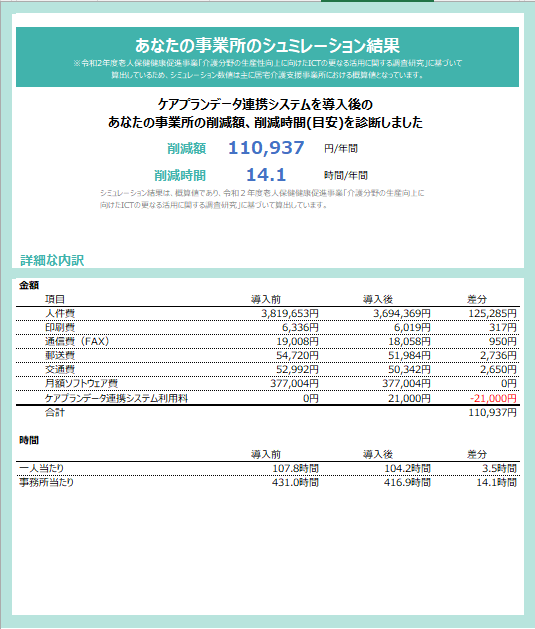 あなたの事業所のシュミレーション結果
※令和2年度老人保健健康促進事業「介護分野の生産性向上に向けたICTの更なる活用に関する調査研究」に基づいて
算出しているため、シミュレーション数値は主に居宅介護支援事業所における概算値となっています。
ケアプランデータ連携システムを導入後の
あなたの事業所の削減額、削減時間(目安)を診断しました
削減額 110,937 円/年間
削減時間 14.1 時間/年間
シミュレーション結果は、概算値であり、令和2年度老人保健健康促進事業「介護分野の生産性向上に
向けたICTの更なる活用に関する調査研究」に基づいて算出しています。
詳細な内訳
金額
項目 導入前 導入後 差分
人件費 3,819,653円 3,694,369円 125,285円
印刷費 6,336円 6,019円 317円
通信費（FAX） 19,008円 18,058円 950円
郵送費 54,720円 51,984円 2,736円
交通費 52,992円 50,342円 2,650円
月額ソフトウェア費 377,004円 377,004円 0円
ケアプランデータ連携システム利用料 0円 21,000円 -21,000円
合計 110,937円
時間
導入前 導入後 差分
一人当たり 107.8時間 104.2時間 3.5時間
事務所当たり 431.0時間 416.9時間 14.1時間